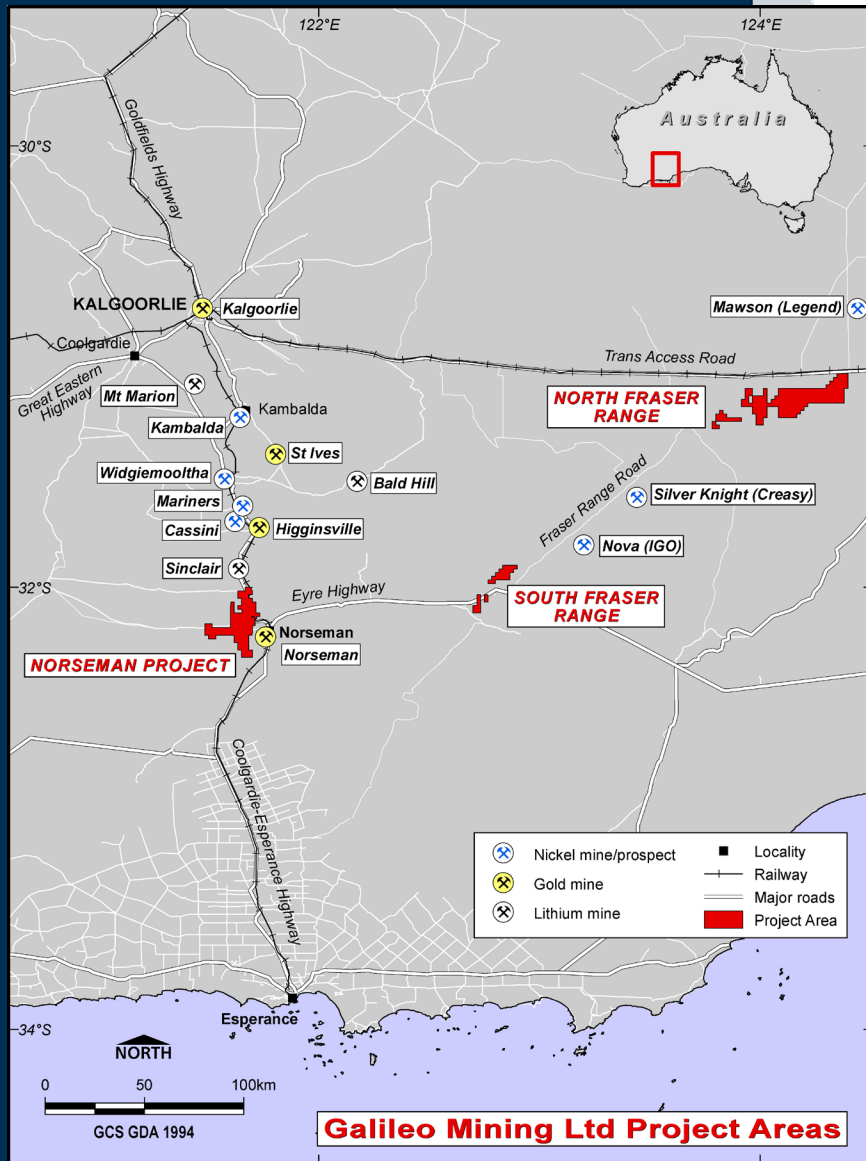 122°E
124°E
Goldfields Highway
Australia
30°S
KALGOORLIE
Kalgoorlie
Mawson (Legend)
Coolgardie
Trans Access Road
Great Eastern
Highway
Mt Marion
NORTH FRASER
RANGE
Kambalda
Kambalda
St Ives
Widgiemooltha
Bald Hill
Fraser Range Road
Silver Knight (Creasy)
Mariners
Cassini
Higginsville
Nova (IGO)
Sinclair
32°S
Eyre Highway
SOUTH FRASER
RANGE
Norseman
Norseman
NORSEMAN PROJECT
Coolgardie-Esperance Highway
Nickel mine/prospect
Gold mine
Lithium mine
Locality
Railway
Major roads
Project Area
Esperance
34°S
NORTH
0 50 100km
GCS GDA 1994
Galileo Mining Ltd Project Areas